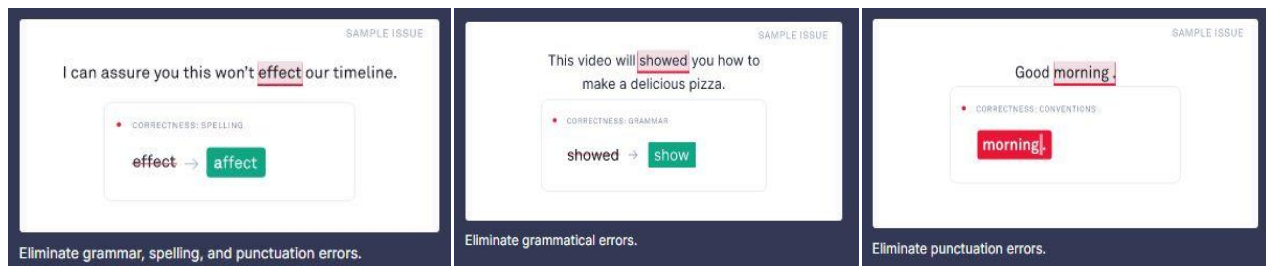 SAMPLE ISSUE
I can assure you this won't effect our timeline.
CORRECTNESS: SPELLING
effect → affect
Eliminate grammar, spelling, and punctuation errors.
SAMPLE ISSUE
This video will showed you how to
make a delicious pizza.
CORRECTNESS: GRAMMAR
showed → show
Eliminate grammatical errors.
SAMPLE ISSUE
Good morning .
CORRECTNESS: CONVENTIONS
morning.
Eliminate punctuation errors.